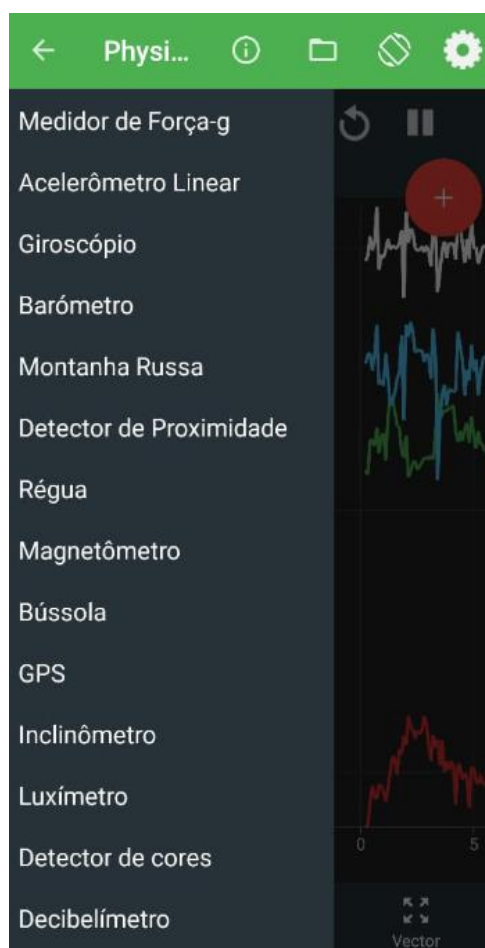 Physi...
Medidor de Força-g
Acelerômetro Linear
Giroscópio
Barómetro
Montanha Russa
Detector de Proximidade
Régua
Magnetômetro
Bússola
GPS
Inclinômetro
Luxímetro
0 5
Detector de cores
Decibelímetro
Vector